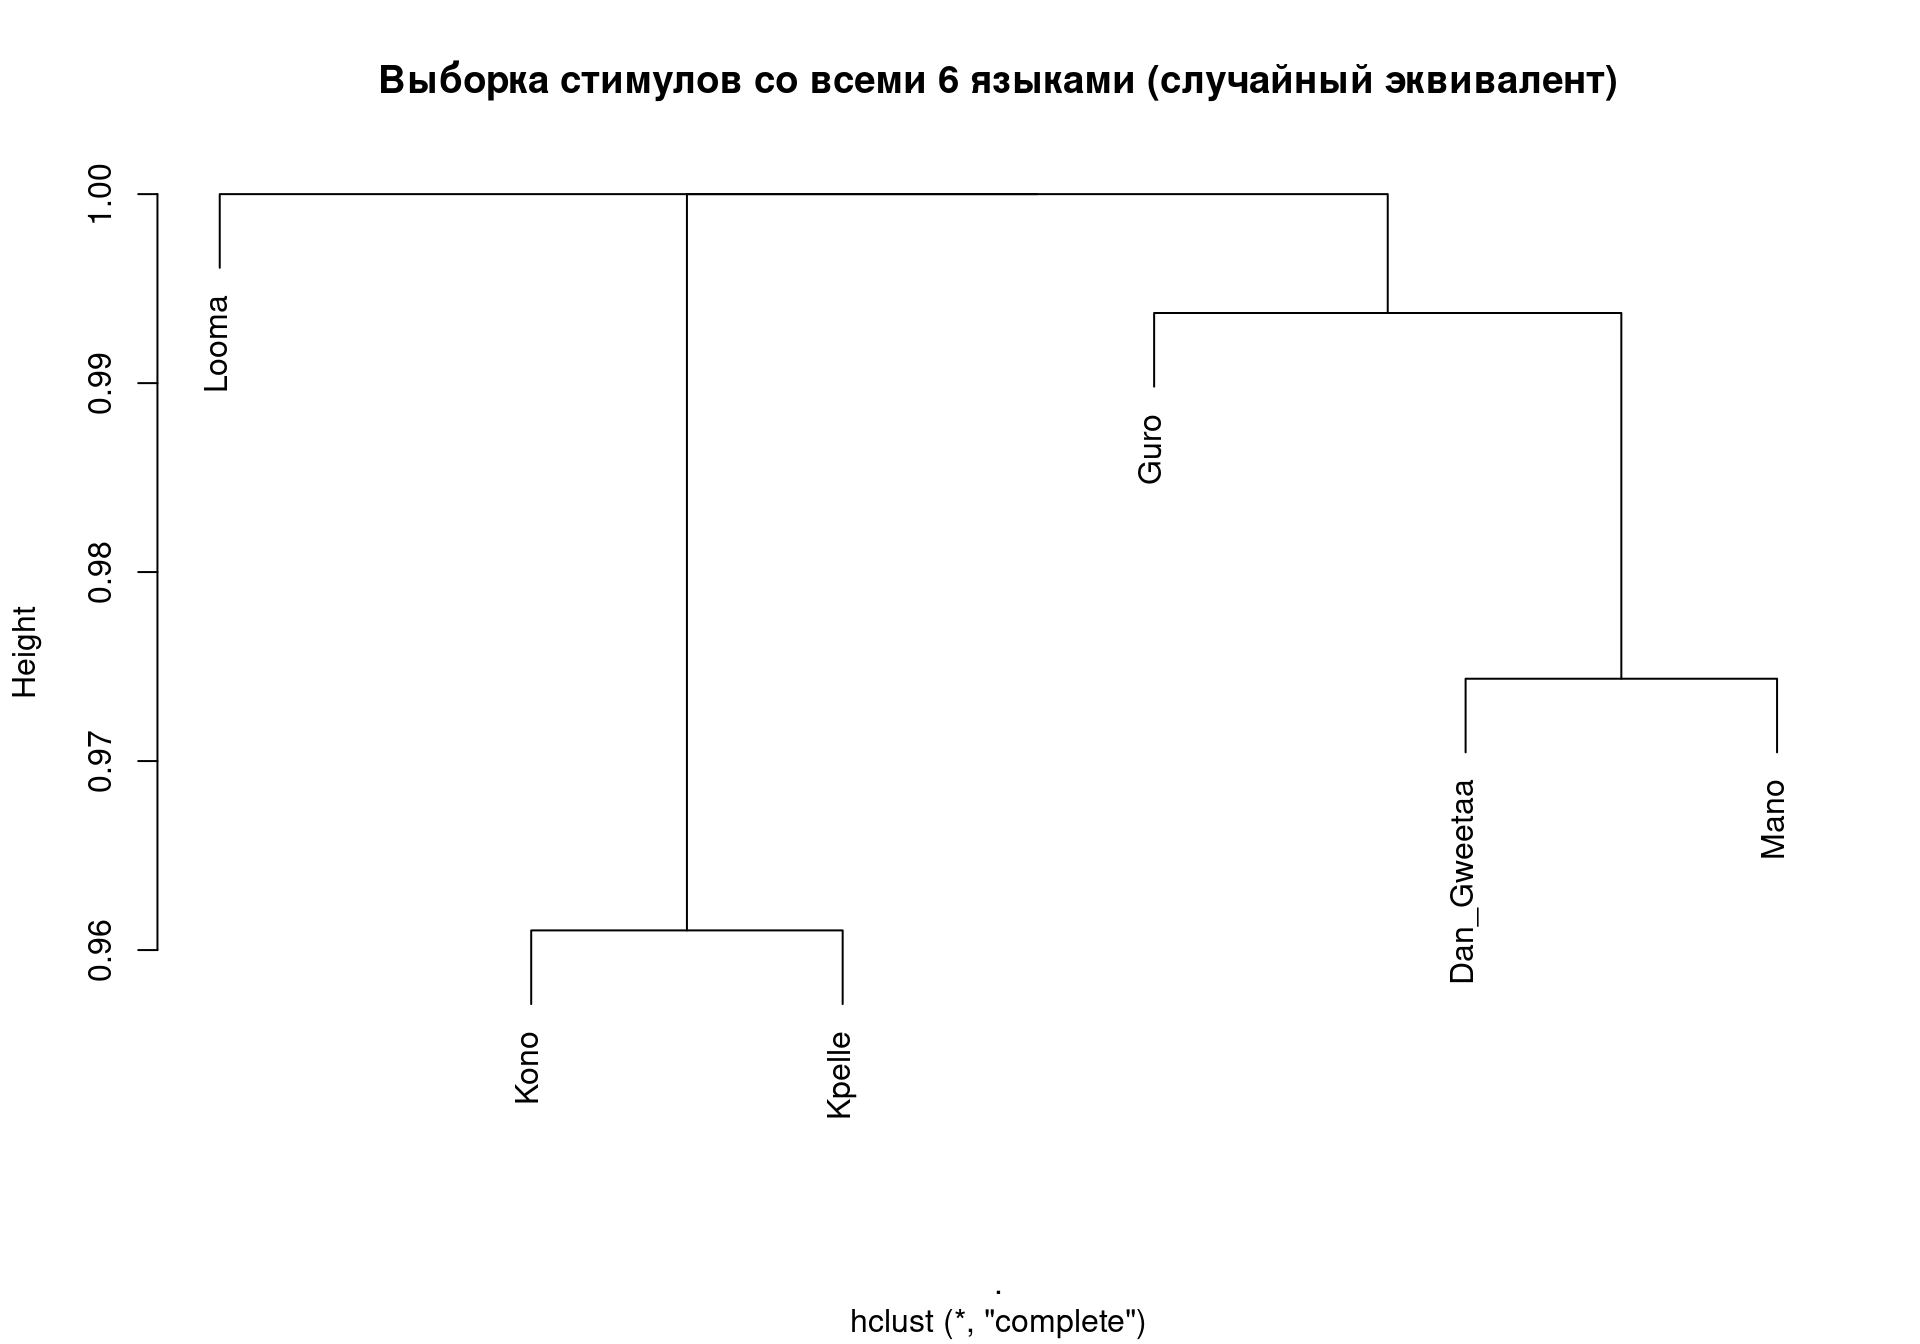 Выборка стимулов со всеми 6 языками (случайный эквивалент)
Height
1.00
0.99
0.98
0.97
0.96
Looma
Kono
Kpelle
Guro
Dan_Gweetaa
Mano
.
hclust (*, "complete")